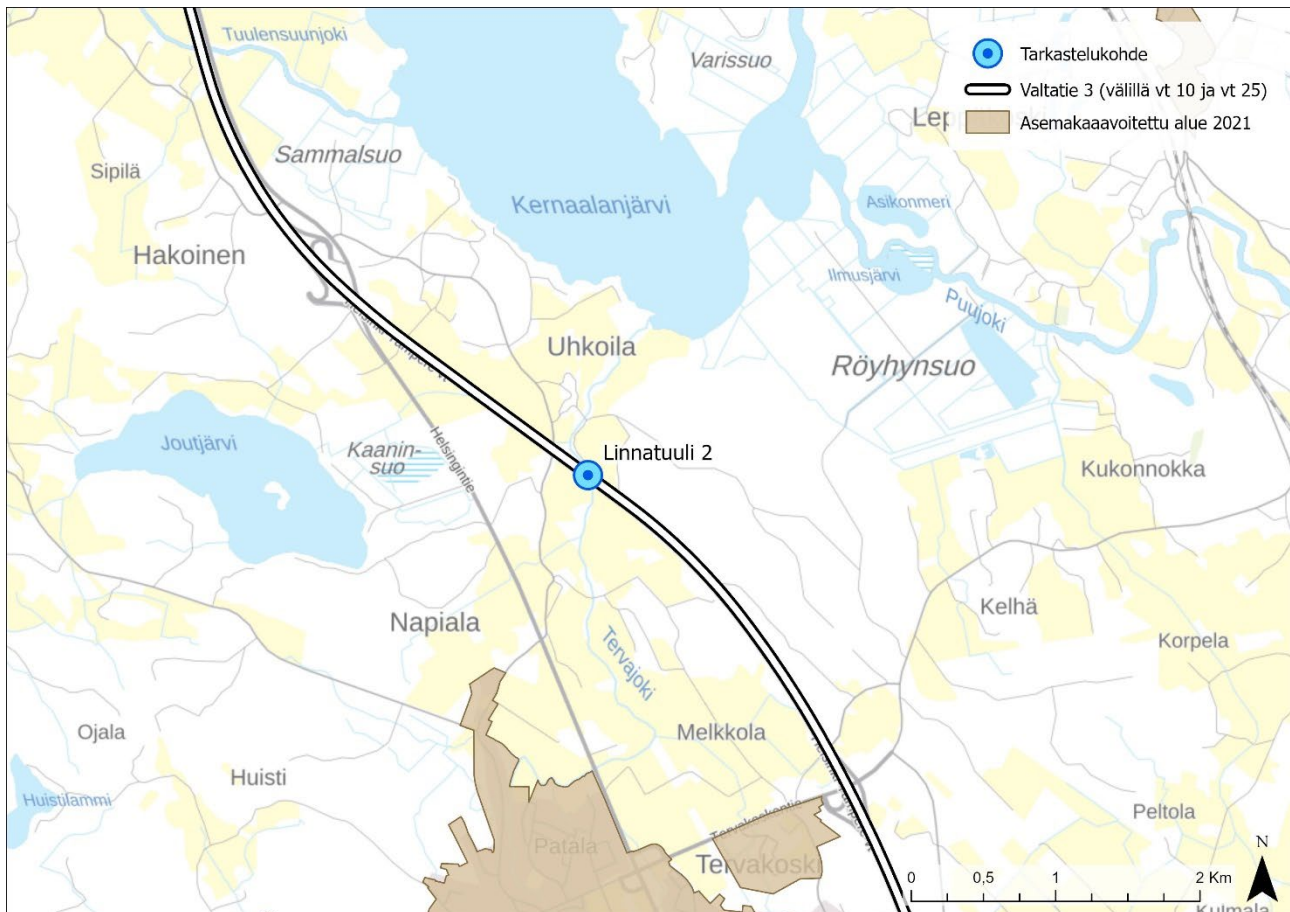 Tuulensuunjoki
Varissuo
Tarkastelukohde
Valtatie 3 (välillä vt 10 ja vt 25)
Asemakaaavoitettu alue 2021
Sammalsuo
Sipilä
Kernaalanjärvi
Asikonmeri
Hakoinen
Ilmusjärvi
Puujoki
Uhkoila
Röyhynsuo
Joutjärvi
Kaanin-
suo
Helsingintie
Linnatuuli 2
Kukonnokka
Napiala
Tervajoki
Kelhä
Korpela
Ojala
Melkkola
Huisti
Huistilammi
Peltola
Patala
Tervakoskentie
Tervakoski
N
0 0,5 1 2 Km
Kulmala